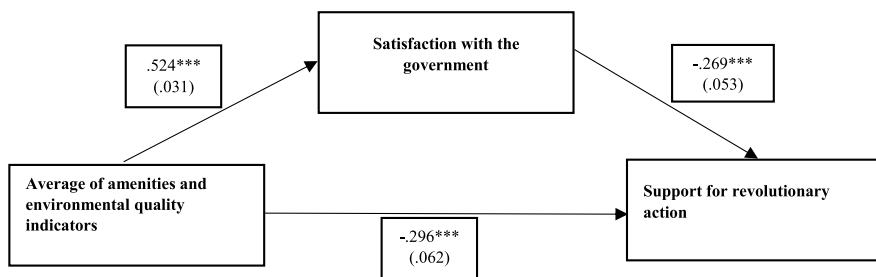 Satisfaction with the
government
.524***
(.031)
-.269***
(.053)
Average of amenities and
environmental quality
indicators
Support for revolutionary
action
-.296***
(.062)